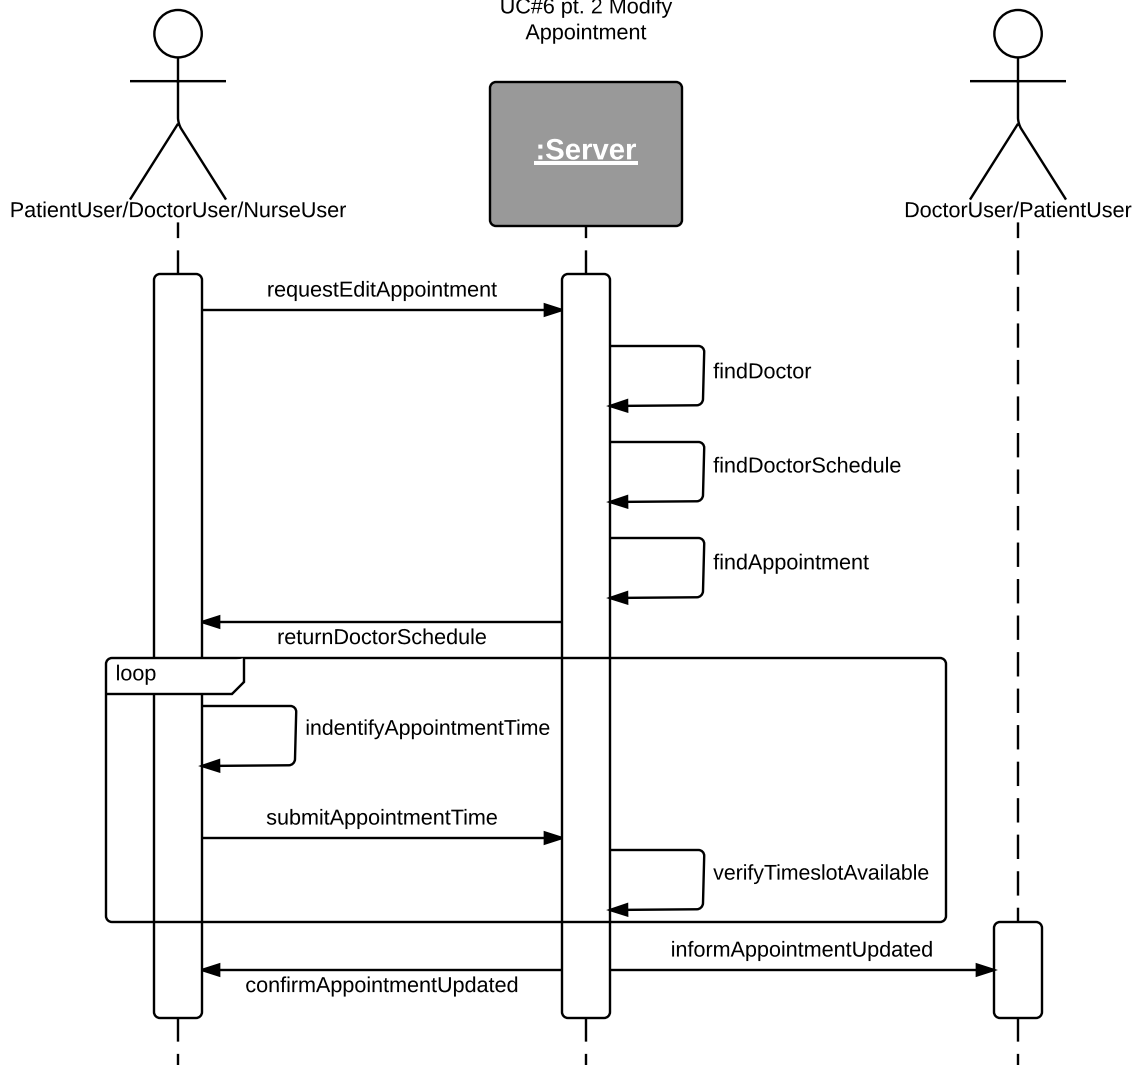 UC#6 pt. 2 Modify
Appointment
:Server
PatientUser/DoctorUser/NurseUser
DoctorUser/PatientUser
requestEditAppointment
findDoctor
findDoctorSchedule
findAppointment
returnDoctorSchedule
loop
indentifyAppointmentTime
submitAppointmentTime
verifyTimeslotAvailable
informAppointmentUpdated
confirmAppointmentUpdated